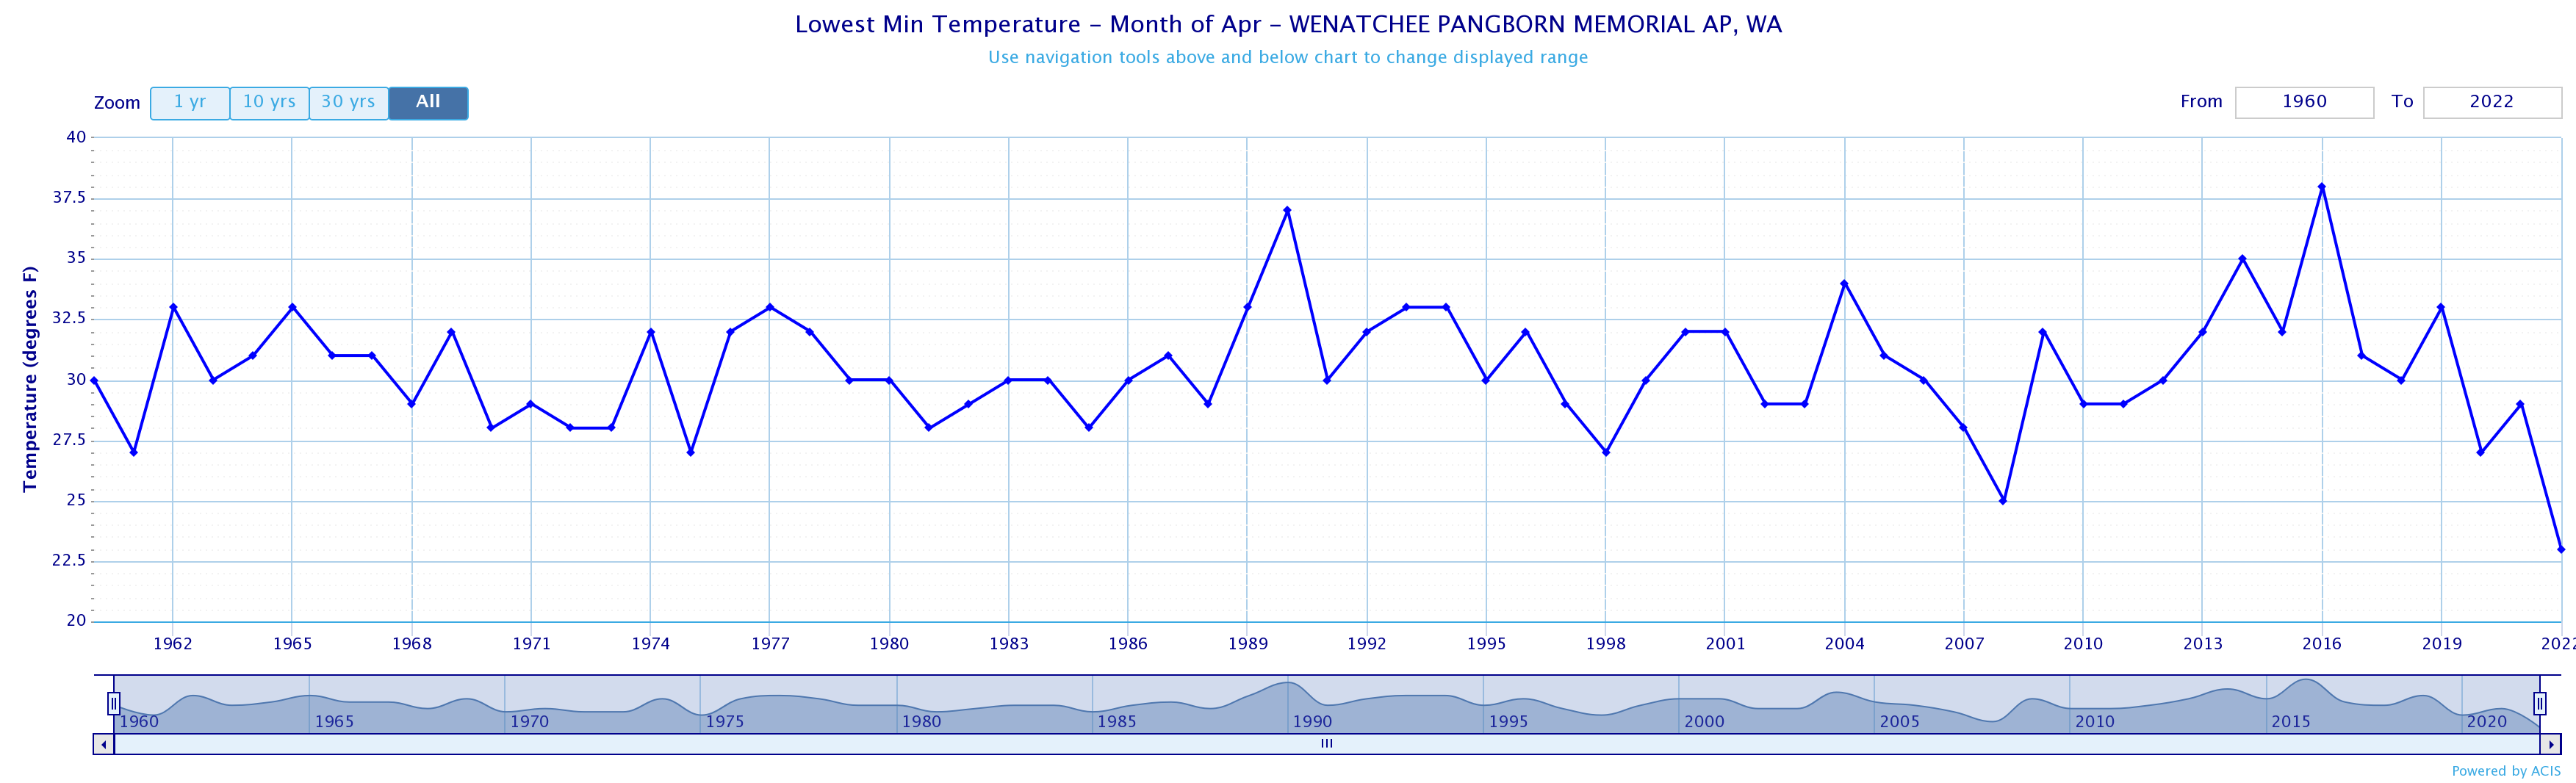 Lowest Min Temperature – Month of Apr – WENATCHEE PANGBORN MEMORIAL AP, WA
Use navigation tools above and below chart to change displayed range
Zoom 1 yr 10 yrs 30 yrs All From 1960 To 2022
Temperature (degrees F)
40
37.5
35
32.5
30
27.5
25
22.5
20
1962 1965 1968 1971 1974 1977 1980 1983 1986 1989 1992 1995 1998 2001 2004 2007 2010 2013 2016 2019 2022
1960 1965 1970 1975 1980 1985 1990 1995 2000 2005 2010 2015 2020
Powered by ACIS